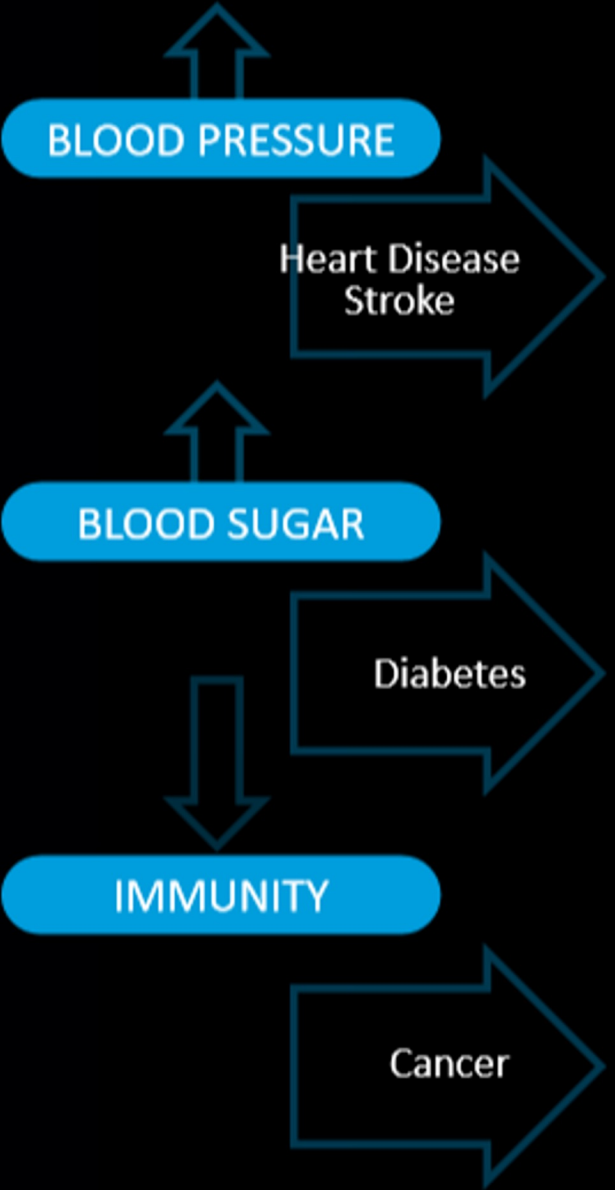 BLOOD PRESSURE
Heart Disease
Stroke
BLOOD SUGAR
Diabetes
IMMUNITY
Cancer